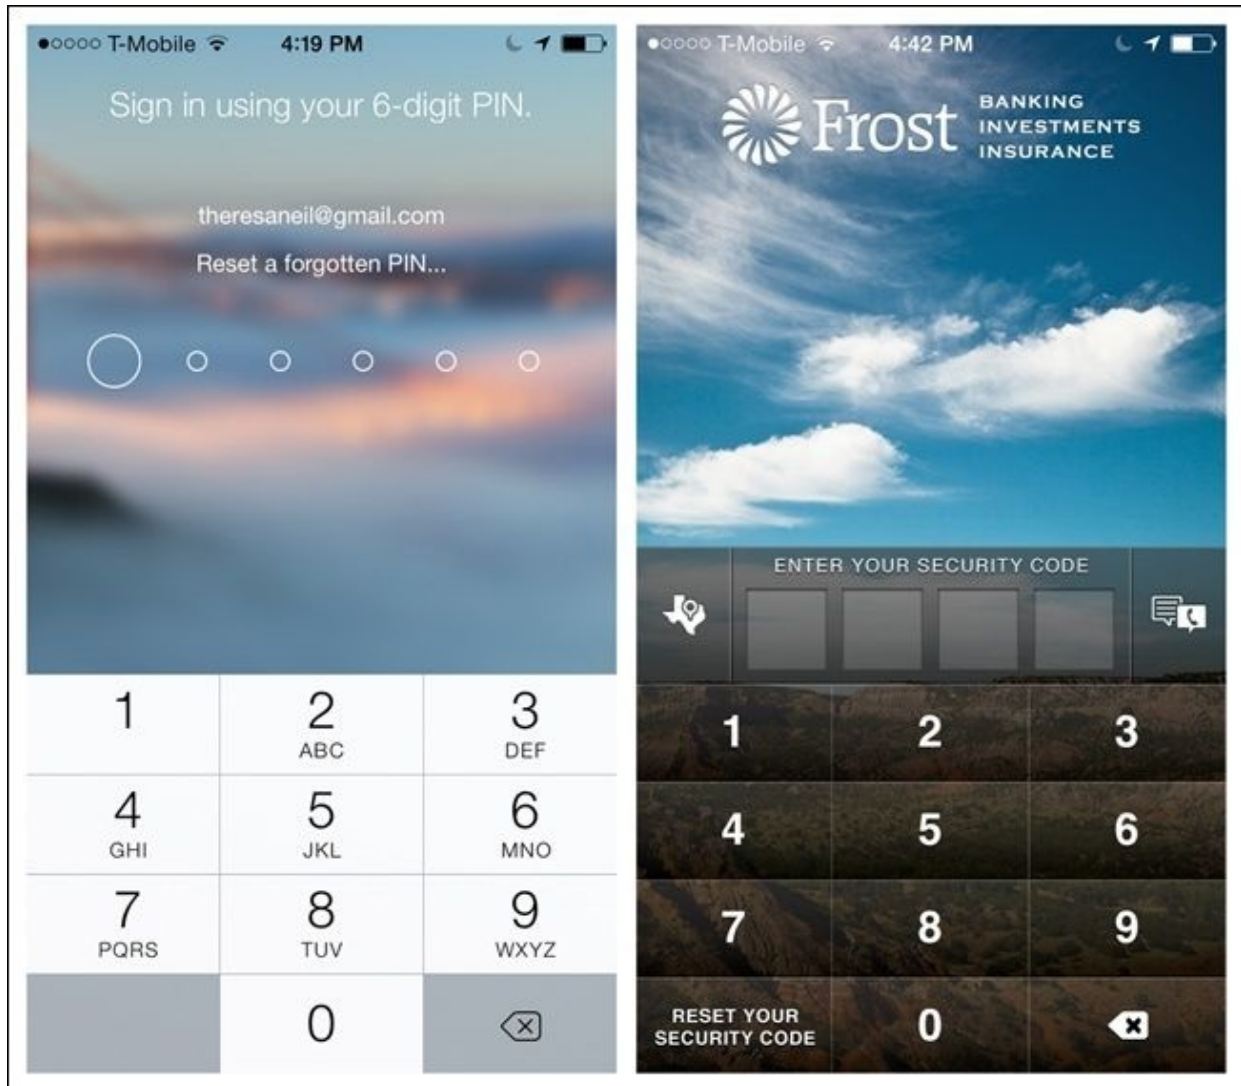 T-Mobile 4:19 PM
Sign in using your 6-digit PIN.
theresaneil@gmail.com
Reset a forgotten PIN...
1 2 3
ABC DEF
4 5 6
GHI JKL MNO
7 8 9
PQRS TUV WXYZ
0
T-Mobile 4:42 PM
Frost
BANKING
INVESTMENTS
INSURANCE
ENTER YOUR SECURITY CODE
1 2 3
4 5 6
7 8 9
RESET YOUR
SECURITY CODE 0